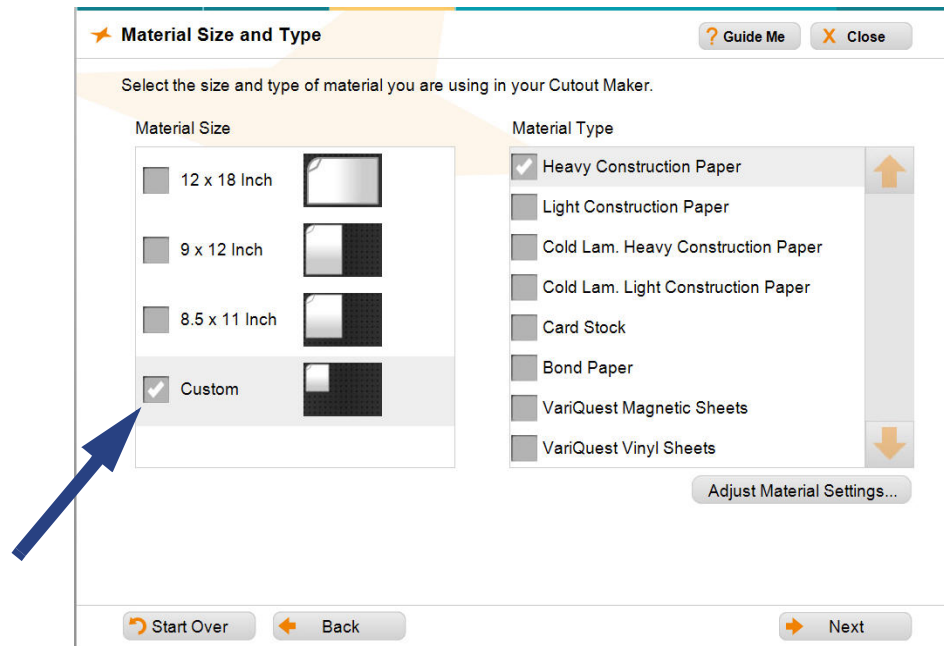 Material Size and Type
? Guide Me
X Close
Select the size and type of material you are using in your Cutout Maker.
Material Size
12 x 18 Inch
9 x 12 Inch
8.5 x 11 Inch
Custom
Material Type
Heavy Construction Paper
Light Construction Paper
Cold Lam. Heavy Construction Paper
Cold Lam. Light Construction Paper
Card Stock
Bond Paper
VariQuest Magnetic Sheets
VariQuest Vinyl Sheets
Adjust Material Settings...
Start Over
Back
Next